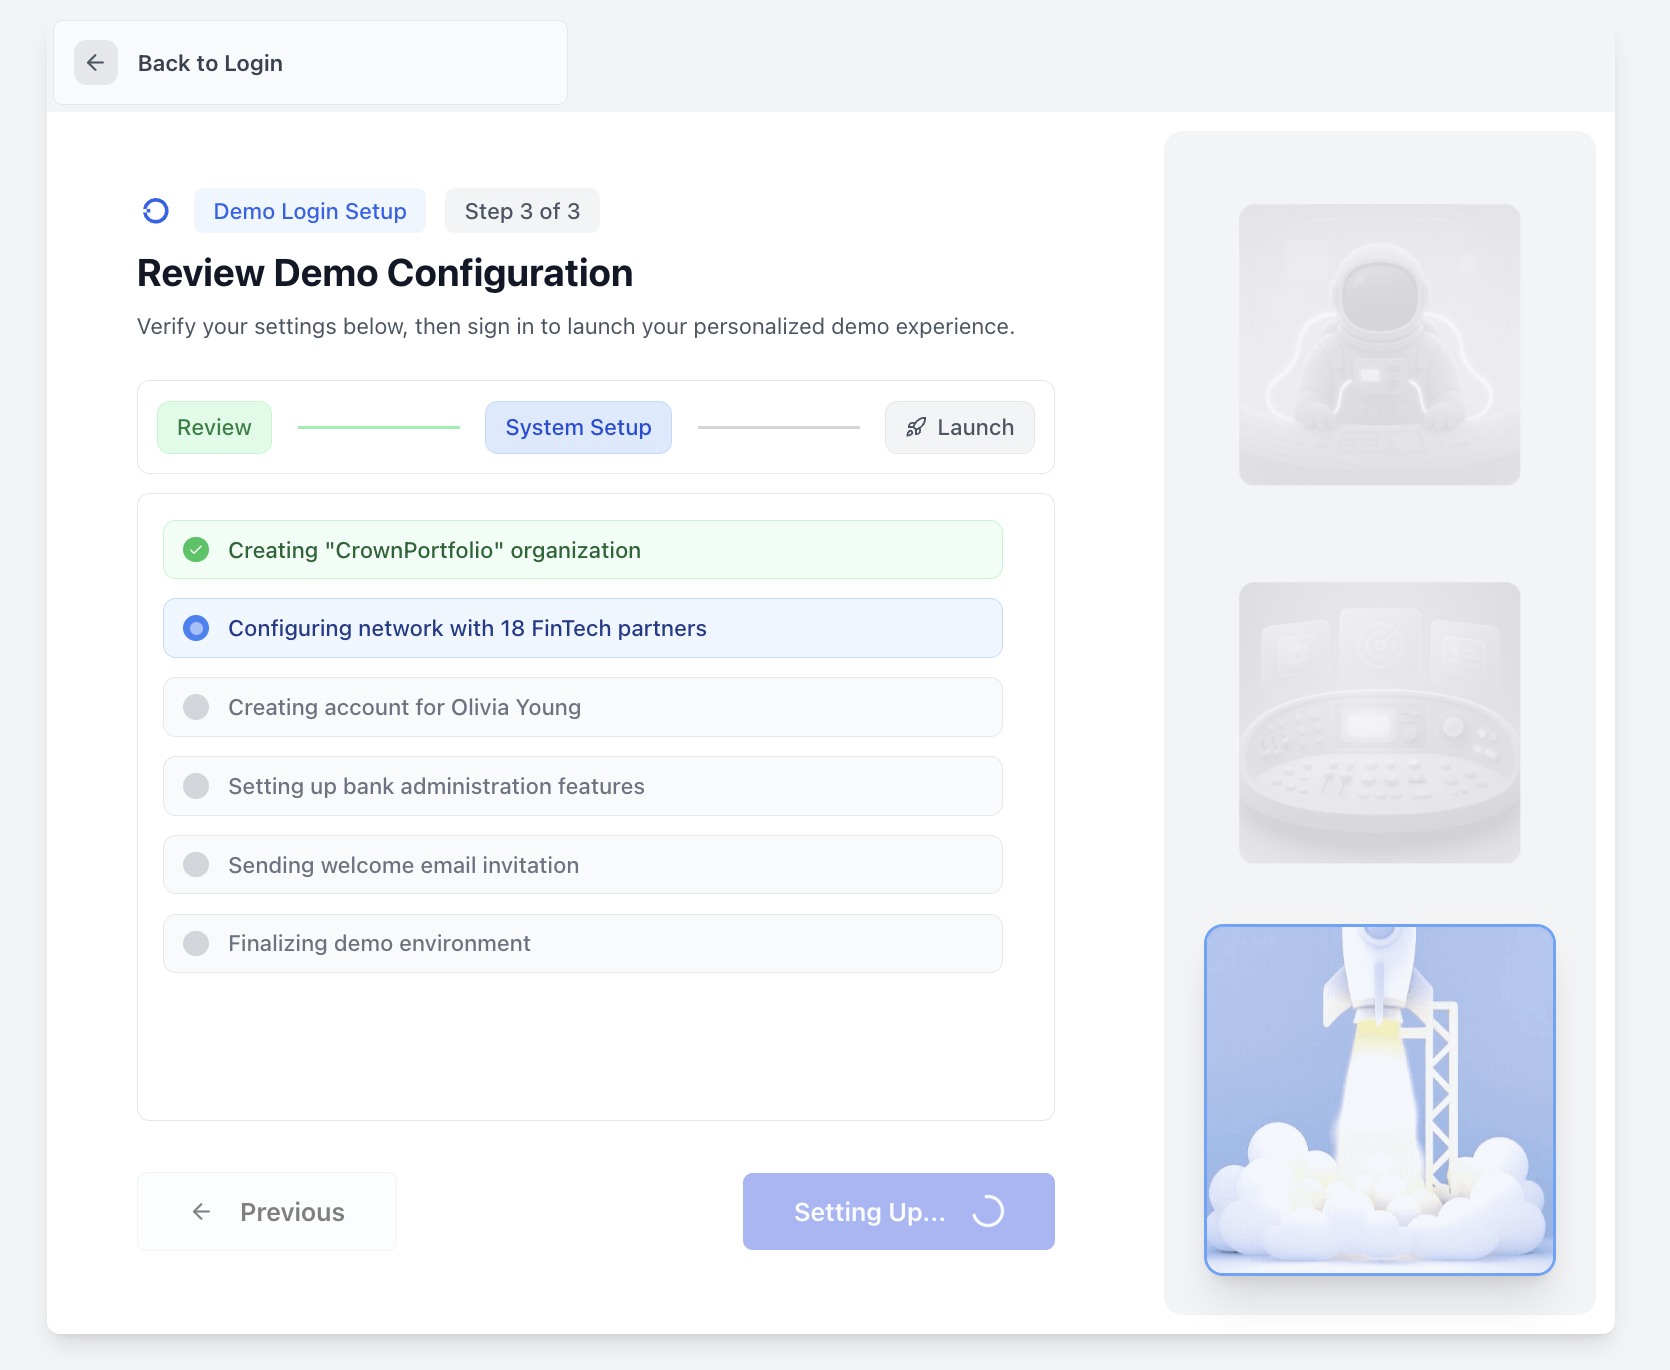 Back to Login
Demo Login Setup
Step 3 of 3
Review Demo Configuration
Verify your settings below, then sign in to launch your personalized demo experience.
Review
System Setup
Launch
Creating "CrownPortfolio" organization
Configuring network with 18 FinTech partners
Creating account for Olivia Young
Setting up bank administration features
Sending welcome email invitation
Finalizing demo environment
Previous
Setting Up...